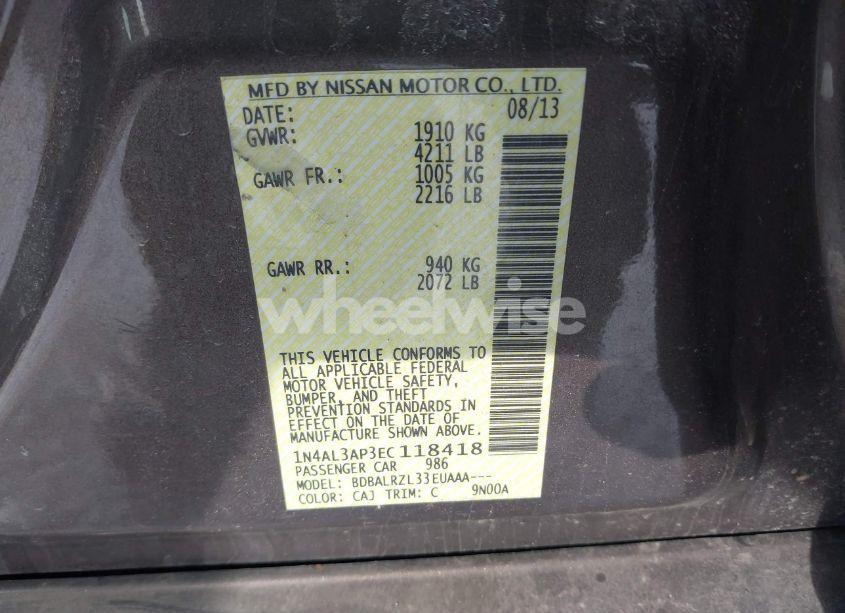 MFD BY NISSAN MOTOR CO., LTD.
DATE: 08/13
GVWR: 1910 KG
4211 LB
GAWR FR.: 1005 KG
2216 LB
GAWR RR.: 940 KG
2072 LB
wheelwise
THIS VEHICLE CONFORMS TO
ALL APPLICABLE FEDERAL
MOTOR VEHICLE SAFETY,
BUMPER, AND THEFT
PREVENTION STANDARDS IN
EFFECT ON THE DATE OF
MANUFACTURE SHOWN ABOVE.
1N4AL3AP3EC118418
PASSENGER CAR 986
MODEL: BDBALRZL33EUAAA---
COLOR: CAJ TRIM: C 9N00A